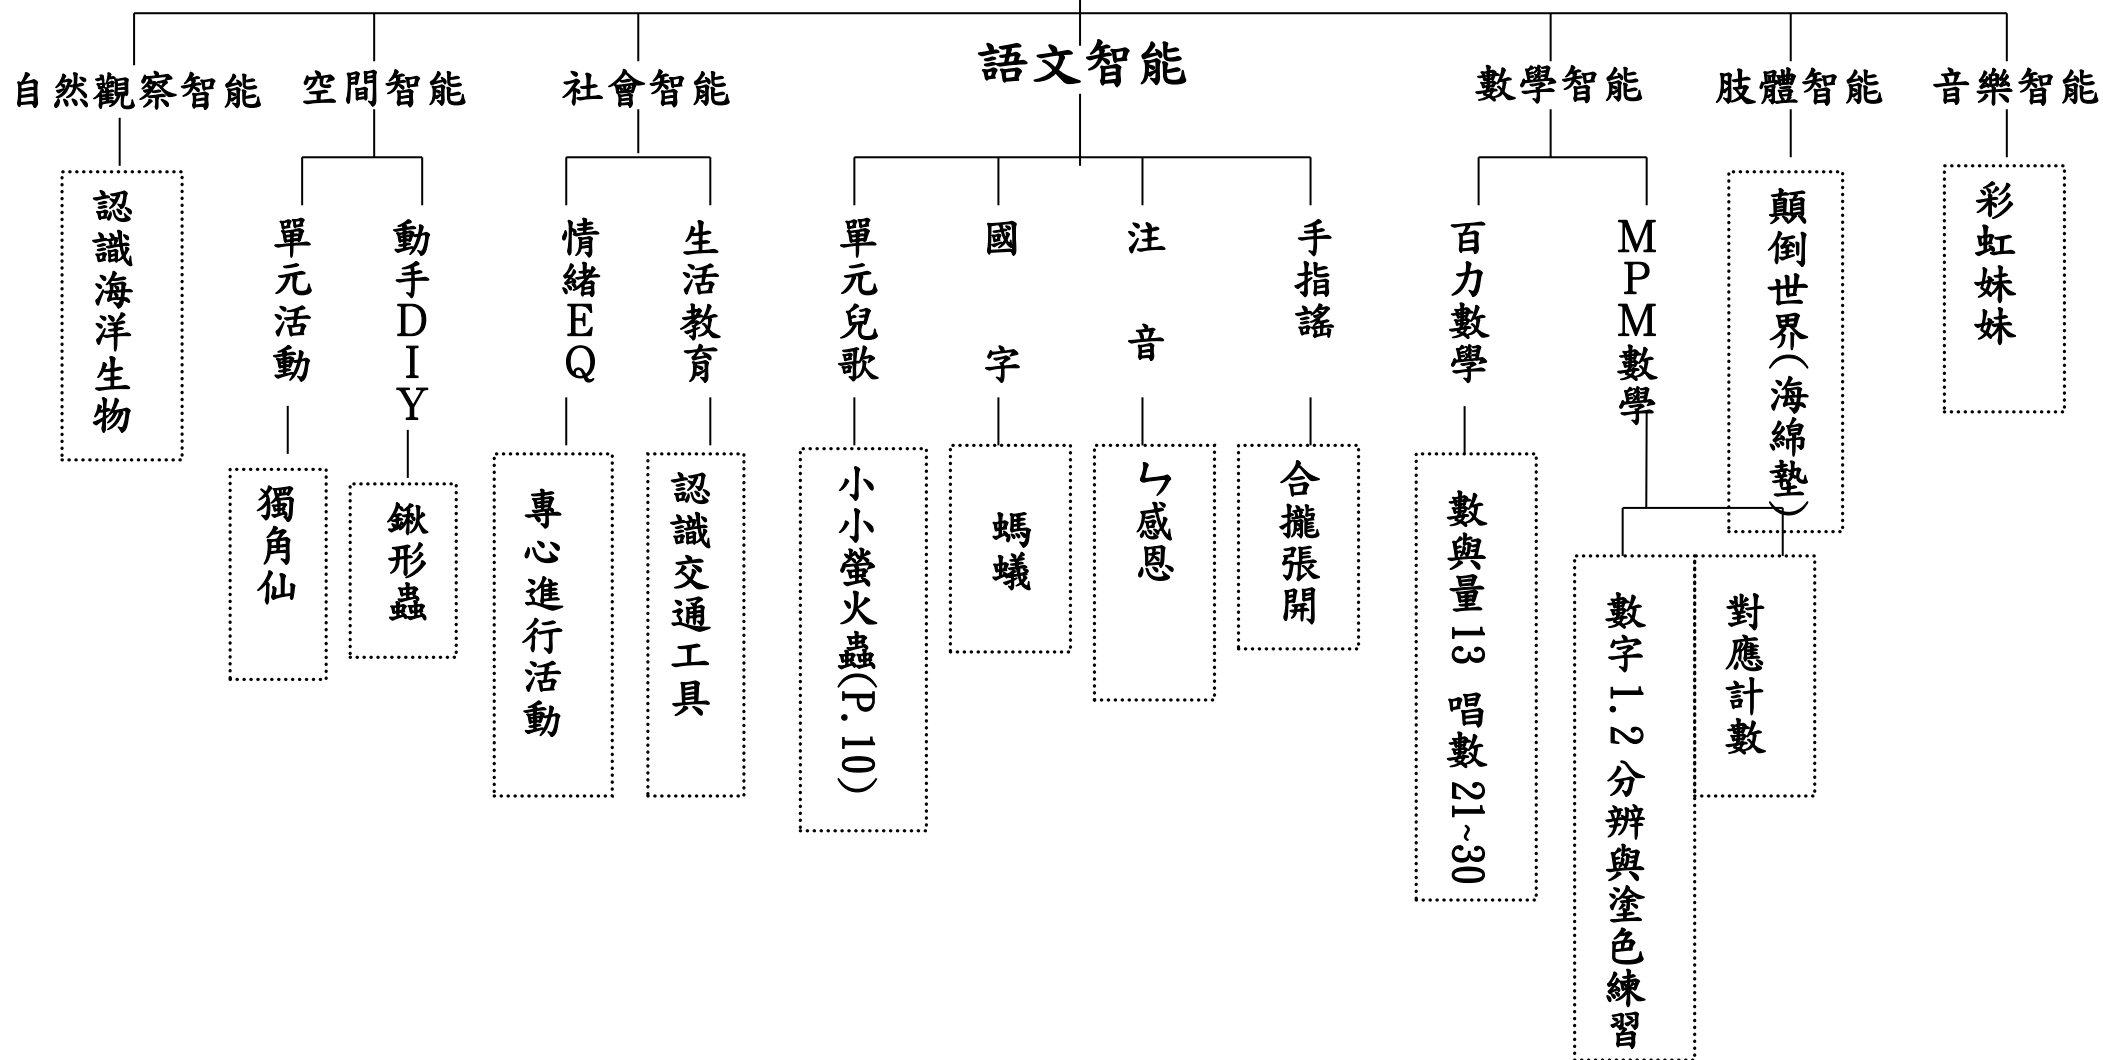 語文智能
自然觀察智能
空間智能
社會智能
數學智能
肢體智能
音樂智能
認識海洋生物
單元活動
動手DIY
情緒EQ
生活教育
單元兒歌
國字
注音
手指謠
百力數學
MPM數學
顛倒世界(海綿墊)
彩虹妹妹
獨角仙
鍬形蟲
專心進行活動
認識交通工具
小小螢火蟲(P.10)
螞蟻
ㄣ感恩
合攏張開
數與量13 唱數21~30
數字1.2分辨與塗色練習
對應計數